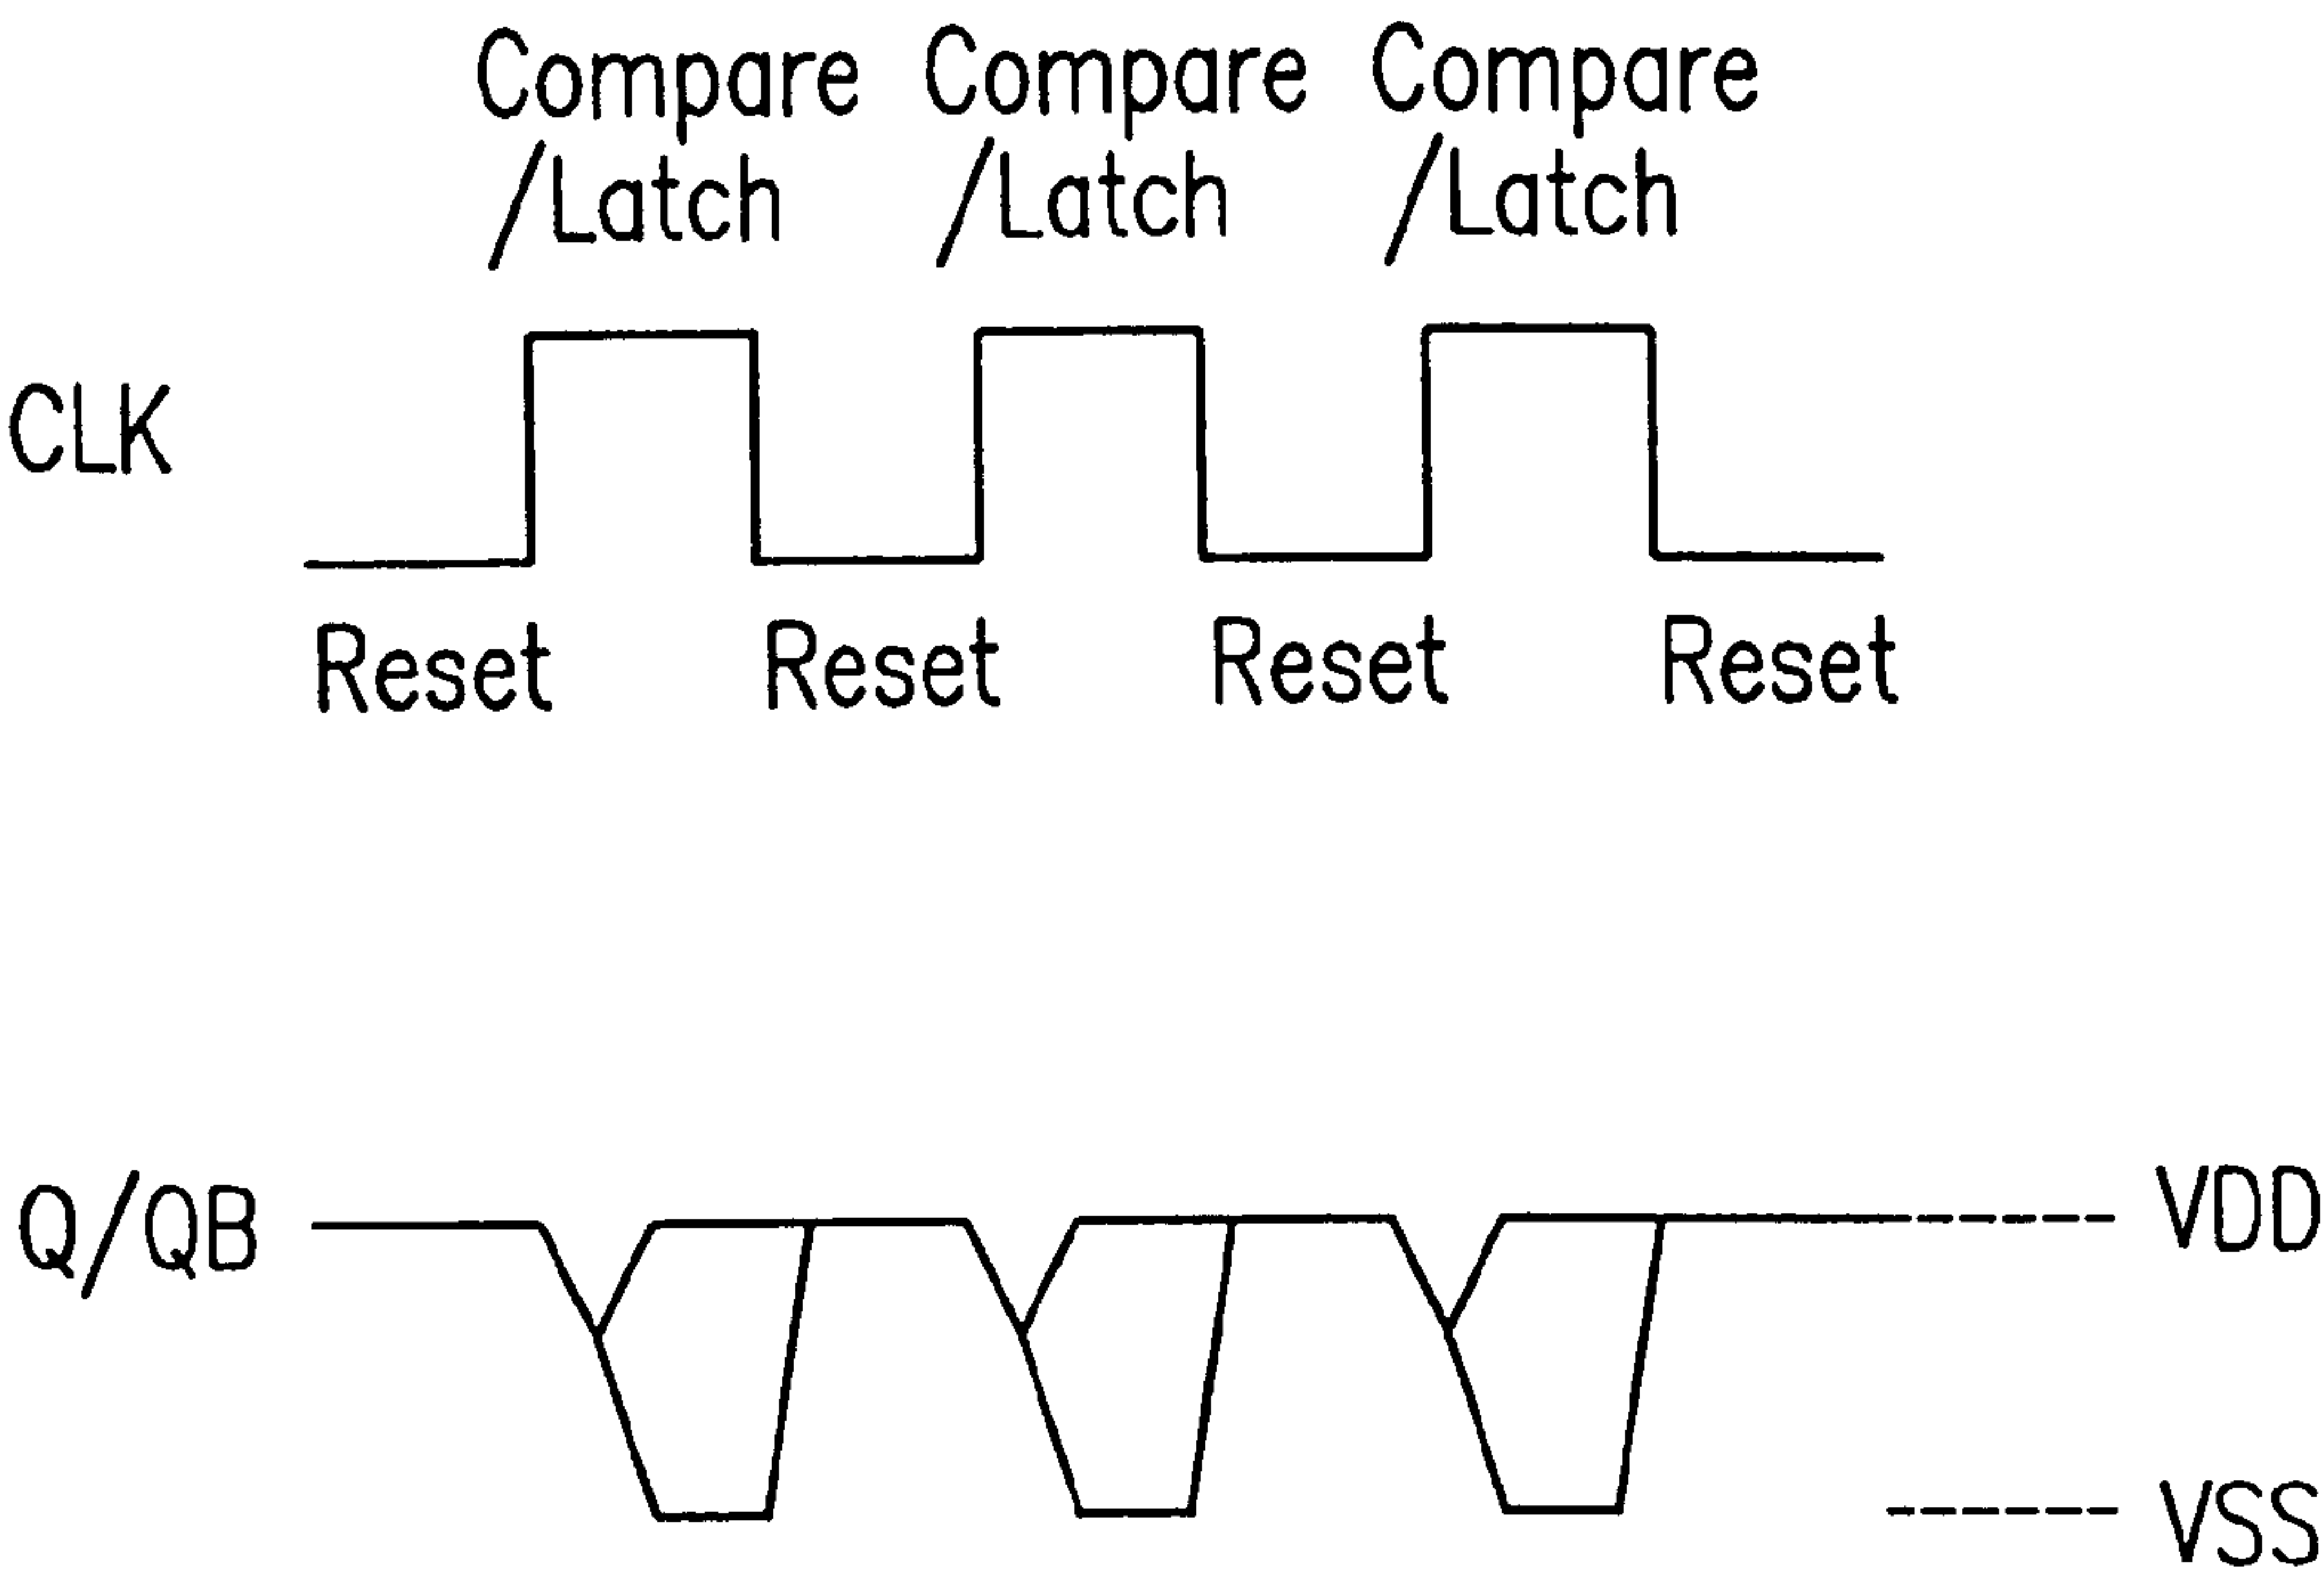 Compare Compare Compare
/Latch /Latch /Latch
CLK
Reset Reset Reset Reset
Q/QB
VDD
VSS